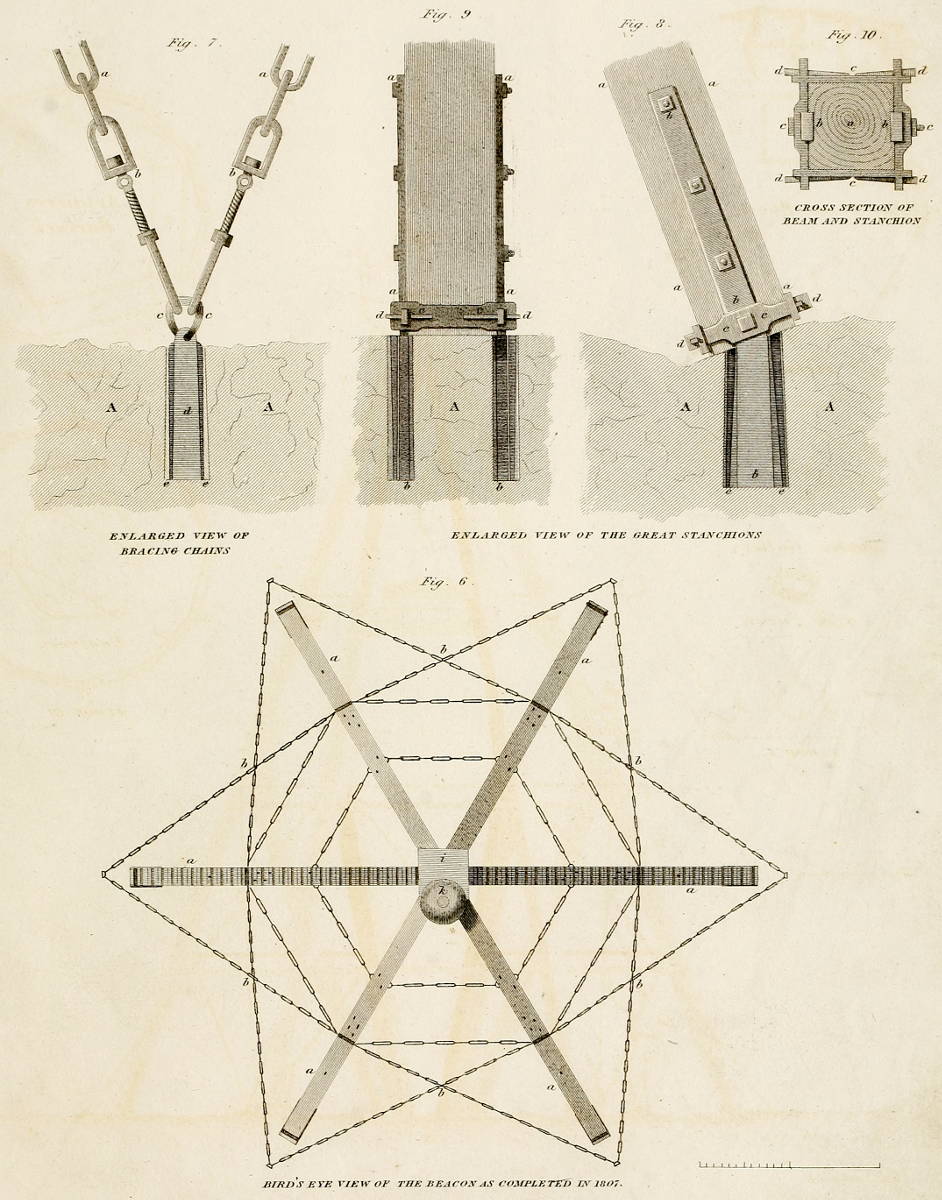 Fig. 7.
Fig. 9
Fig. 8.
Fig. 10.
a
a
b
b
c
c
A
d
A
e
e
a
a
a
a
d
c
c
d
A
b
b
a
a
b
a
a
b
d
c
c
d
A
A
b
c
c
d
c
d
c
b
a
b
c
d
c
d
CROSS SECTION OF
BEAM AND STANCHION
ENLARGED VIEW OF
BRACING CHAINS
ENLARGED VIEW OF THE GREAT STANCHIONS
Fig. 6.
b
a
a
b
b
a
i
k
a
b
b
a
a
b
BIRD'S EYE VIEW OF THE BEACON AS COMPLETED IN 1807.